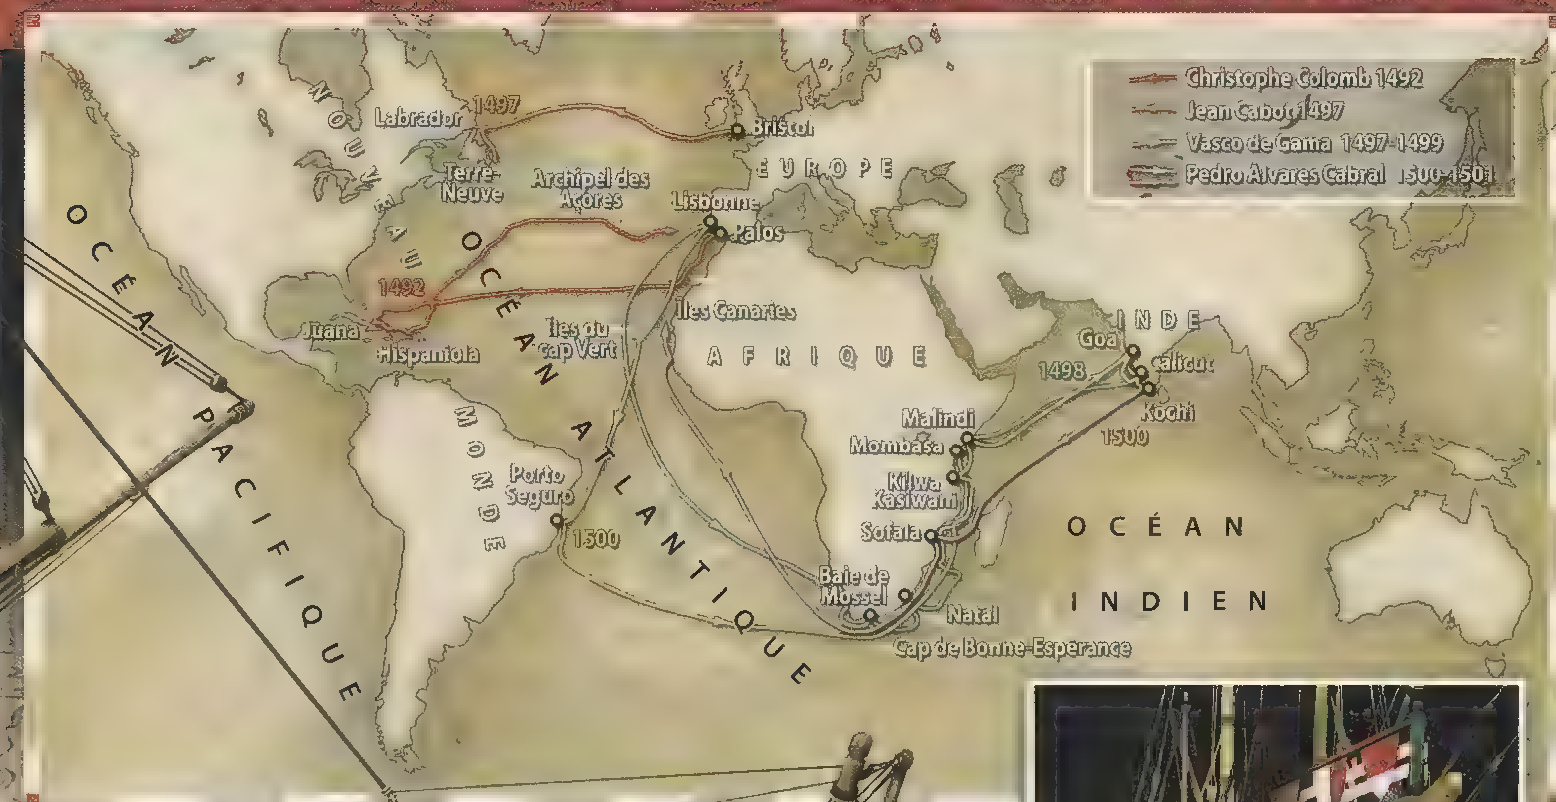 Christophe Colomb 1492
Jean Cabot 1497
Vasco de Gama 1497-1499
Pedro Álvares Cabral 1500-1501
NOUVEAU
MONDE
Labrador
1497
Bristol
EUROPE
Terre-
Neuve
Archipel des
Açores
Lisbonne
Palos
OCÉAN PACIFIQUE
OCÉAN ATLANTIQUE
1492
Juana
Hispaniola
Îles du
Cap Vert
Îles Canaries
AFRIQUE
INDE
Goa
Calicut
1498
Kochi
1500
Malindi
Mombasa
Kilwa
Kasiwani
Sofala
Porto
Seguro
1500
Baie de
Mossel
Natal
Cap de Bonne-Espérance
OCÉAN
INDIEN